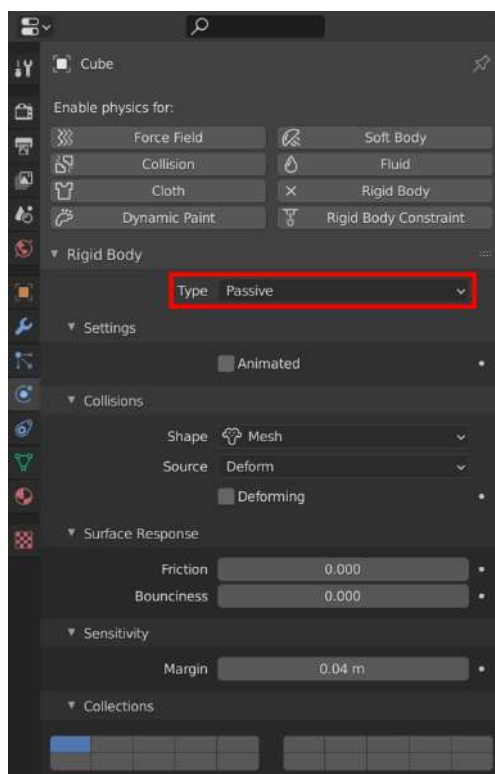 Cube
Enable physics for:
Force Field Soft Body
Collision Fluid
Cloth Rigid Body
Dynamic Paint Rigid Body Constraint
Rigid Body
Type Passive
Settings
Animated
Collisions
Shape Mesh
Source Deform
Deforming
Surface Response
Friction 0.000
Bounciness 0.000
Sensitivity
Margin 0.04 m
Collections